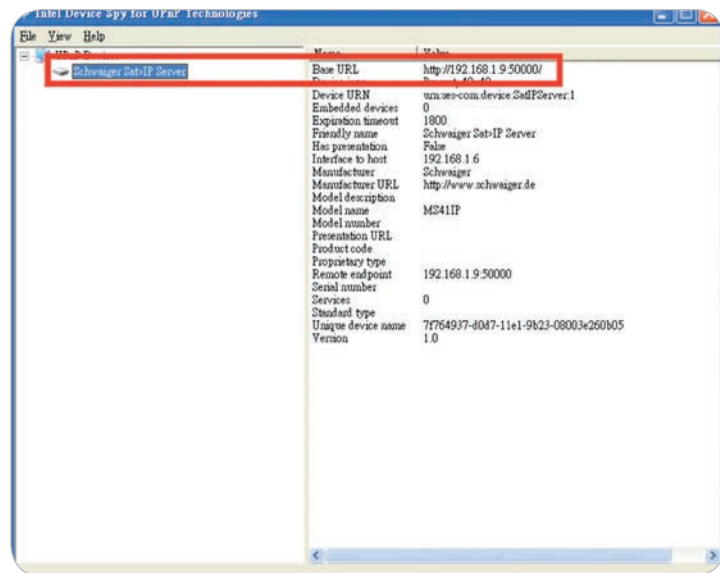 Intel Device Spy for UPnP Technologies
File View Help
Name Value
Schwaiger Sat>IP Server
Base URL http://192.168.1.9:50000/
Device URN urn:ses-com:device:SatIPServer:1
Embedded devices 0
Expiration timeout 1800
Friendly name Schwaiger Sat>IP Server
Has presentation False
Interface to host 192.168.1.6
Manufacturer Schwaiger
Manufacturer URL http://www.schwaiger.de
Model description
Model name MS41IP
Model number
Presentation URL
Product code
Proprietary type
Remote endpoint 192.168.1.9:50000
Serial number
Services 0
Standard type
Unique device name 7f764937-d0d7-11e1-9b23-08003e260b05
Version 1.0